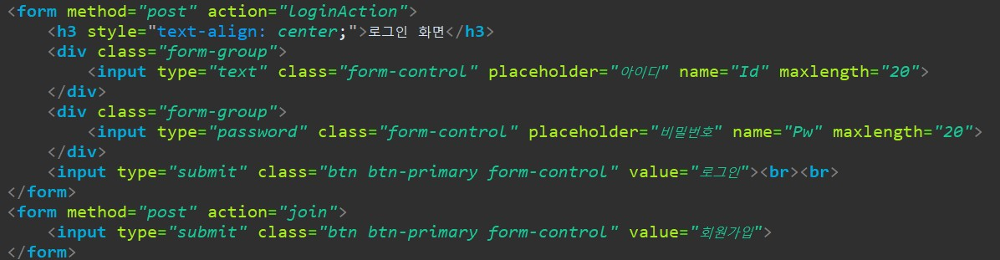 <form method="post" action="loginAction">
    <h3 style="text-align: center;">로그인 화면</h3>
    <div class="form-group">
        <input type="text" class="form-control" placeholder="아이디" name="Id" maxlength="20">
    </div>
    <div class="form-group">
        <input type="password" class="form-control" placeholder="비밀번호" name="Pw" maxlength="20">
    </div>
    <input type="submit" class="btn btn-primary form-control" value="로그인"><br><br>
</form>
<form method="post" action="join">
    <input type="submit" class="btn btn-primary form-control" value="회원가입">
</form>